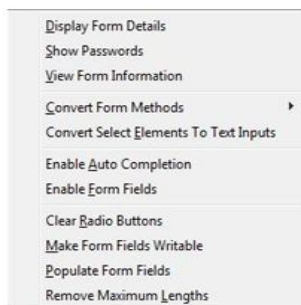 Display Form Details
Show Passwords
View Form Information
Convert Form Methods
Convert Select Elements To Text Inputs
Enable Auto Completion
Enable Form Fields
Clear Radio Buttons
Make Form Fields Writable
Populate Form Fields
Remove Maximum Lengths